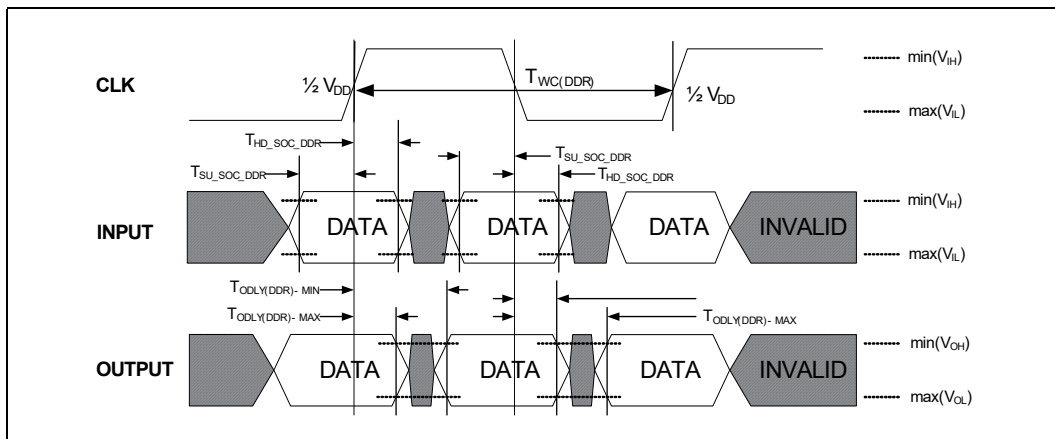 CLK
½ VDD
TWC(DDR)
½ VDD
min(VIH)
max(VIL)
THD_SOC_DDR
TSU_SOC_DDR
TSU_SOC_DDR
THD_SOC_DDR
INPUT
DATA
DATA
DATA
INVALID
min(VIH)
max(VIL)
TODLY(DDR)- MIN
TODLY(DDR)- MAX
TODLY(DDR)- MAX
OUTPUT
DATA
DATA
DATA
INVALID
min(VOH)
max(VOL)